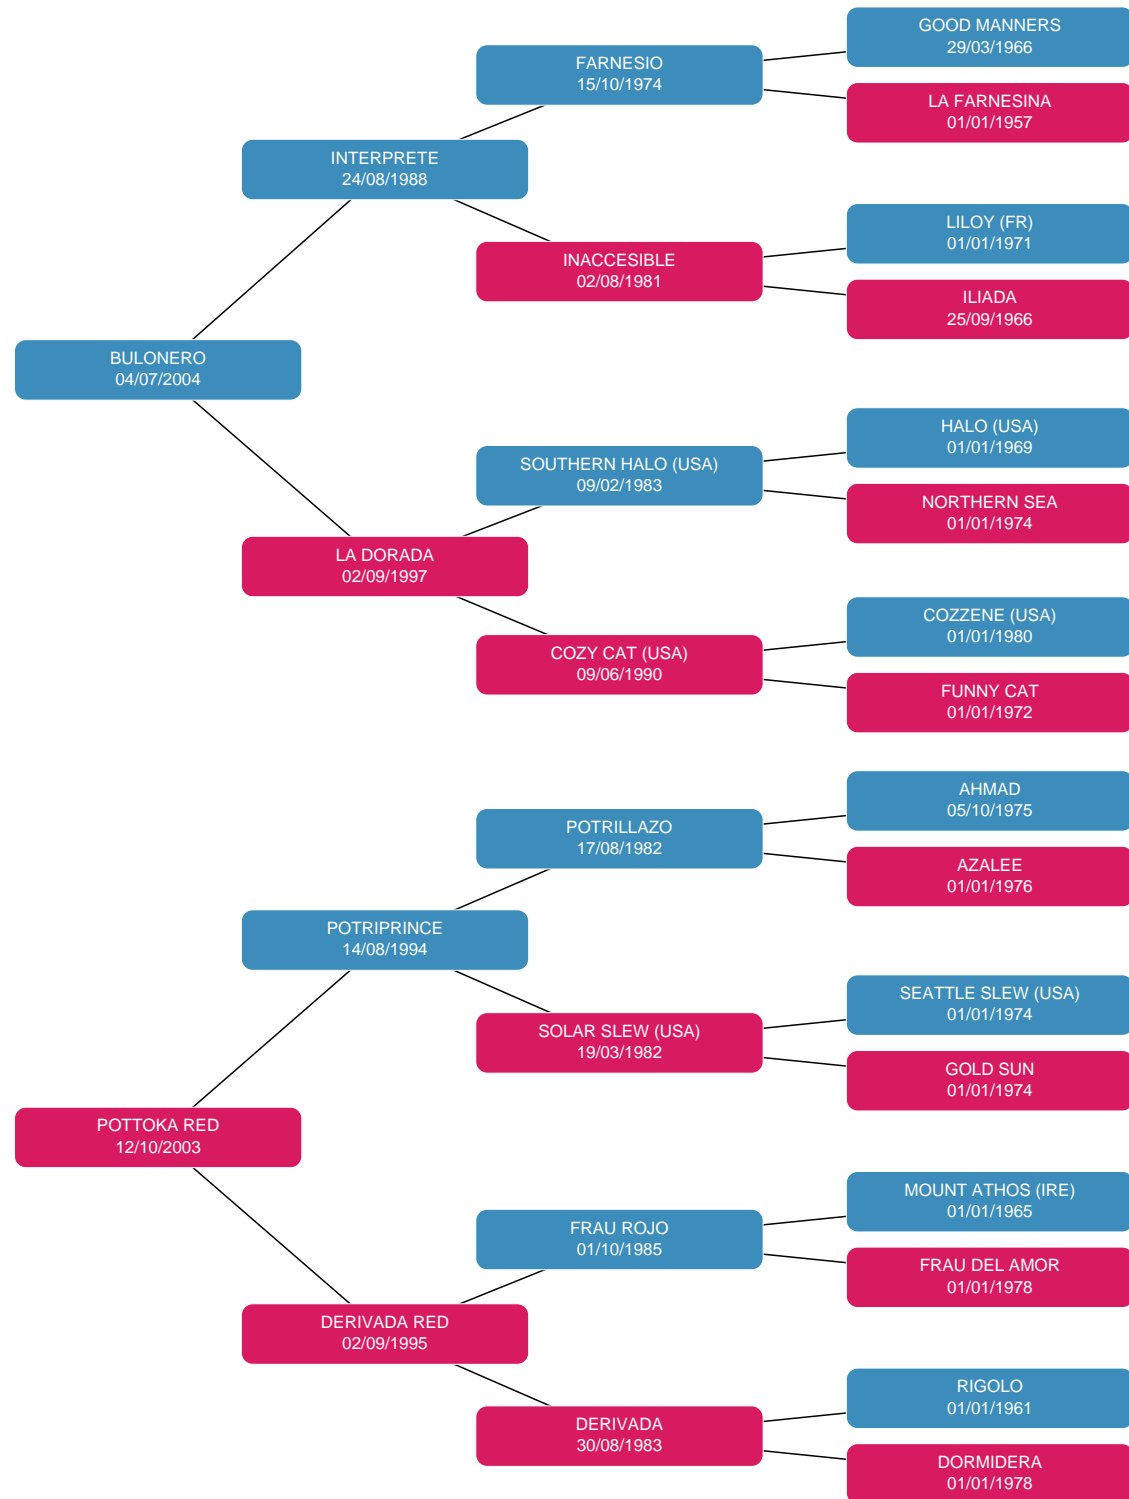 GOOD MANNERS
29/03/1966
FARNESIO
15/10/1974
LA FARNESINA
01/01/1957
INTERPRETE
24/08/1988
LILOY (FR)
01/01/1971
INACCESIBLE
02/08/1981
ILIADA
25/09/1966
BULONERO
04/07/2004
HALO (USA)
01/01/1969
SOUTHERN HALO (USA)
09/02/1983
NORTHERN SEA
01/01/1974
LA DORADA
02/09/1997
COZZENE (USA)
01/01/1980
COZY CAT (USA)
09/06/1990
FUNNY CAT
01/01/1972
AHMAD
05/10/1975
POTRILLAZO
17/08/1982
AZALEE
01/01/1976
POTRIPRINCE
14/08/1994
SEATTLE SLEW (USA)
01/01/1974
SOLAR SLEW (USA)
19/03/1982
GOLD SUN
01/01/1974
POTTOKA RED
12/10/2003
MOUNT ATHOS (IRE)
01/01/1965
FRAU ROJO
01/10/1985
FRAU DEL AMOR
01/01/1978
DERIVADA RED
02/09/1995
RIGOLO
01/01/1961
DERIVADA
30/08/1983
DORMIDERA
01/01/1978